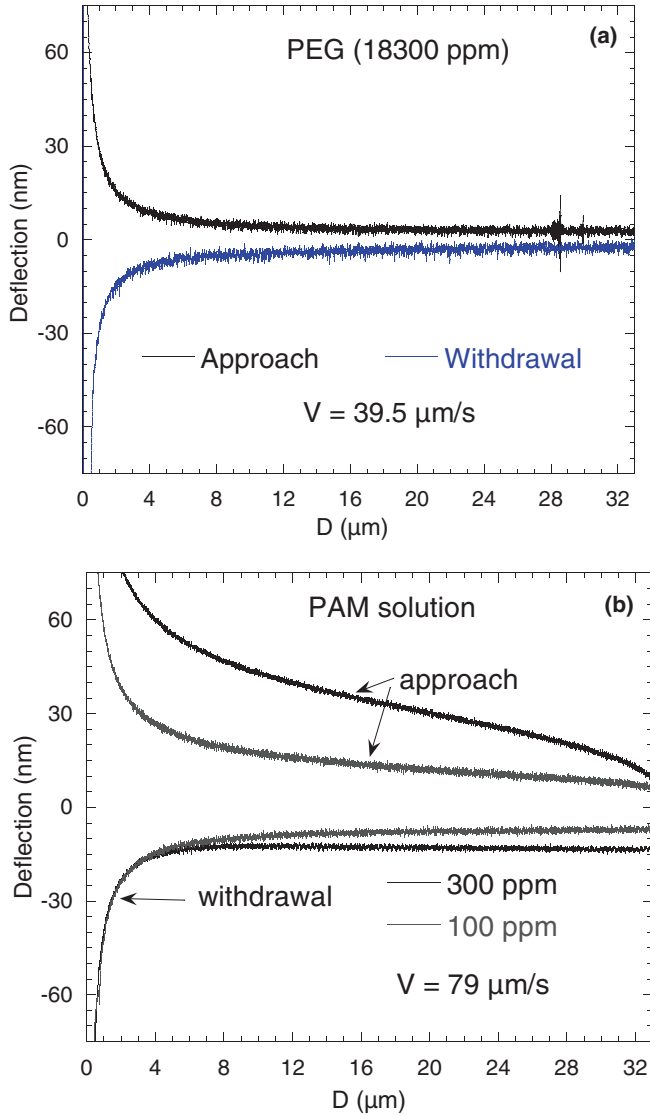 (a)
PEG (18300 ppm)
60
30
0
-30
-60
Deflection (nm)
Approach
Withdrawal
V = 39.5 μm/s
0 4 8 12 16 20 24 28 32
D (μm)
(b)
PAM solution
60
30
0
-30
-60
Deflection (nm)
approach
withdrawal
300 ppm
100 ppm
V = 79 μm/s
0 4 8 12 16 20 24 28 32
D (μm)